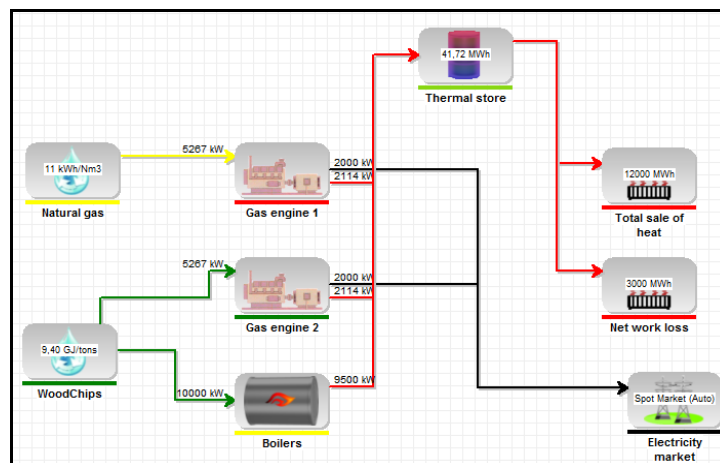 41,72 MWh
Thermal store
5267 kW
11 kWh/Nm3
Natural gas
2000 kW
2114 kW
Gas engine 1
12000 MWh
Total sale of
heat
5267 kW
2000 kW
2114 kW
Gas engine 2
3000 MWh
Net work loss
9,40 GJ/tons
WoodChips
10000 kW
9500 kW
Boilers
Spot Market (Auto)
Electricity
market